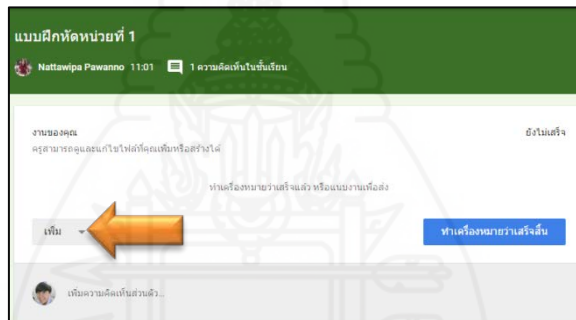 แบบฝึกหัดหน่วยที่ 1
Nattawipa Pawanno 11:01 1 ความคิดเห็นในชั้นเรียน
งานของคุณ ยังไม่เสร็จ
ครูสามารถดูและแก้ไขไฟล์ที่คุณเพิ่มหรือสร้างได้
ทำเครื่องหมายว่าเสร็จแล้ว หรือแนบงานเพื่อส่ง
เพิ่ม ทำเครื่องหมายว่าเสร็จสิ้น
เพิ่มความคิดเห็นส่วนตัว...